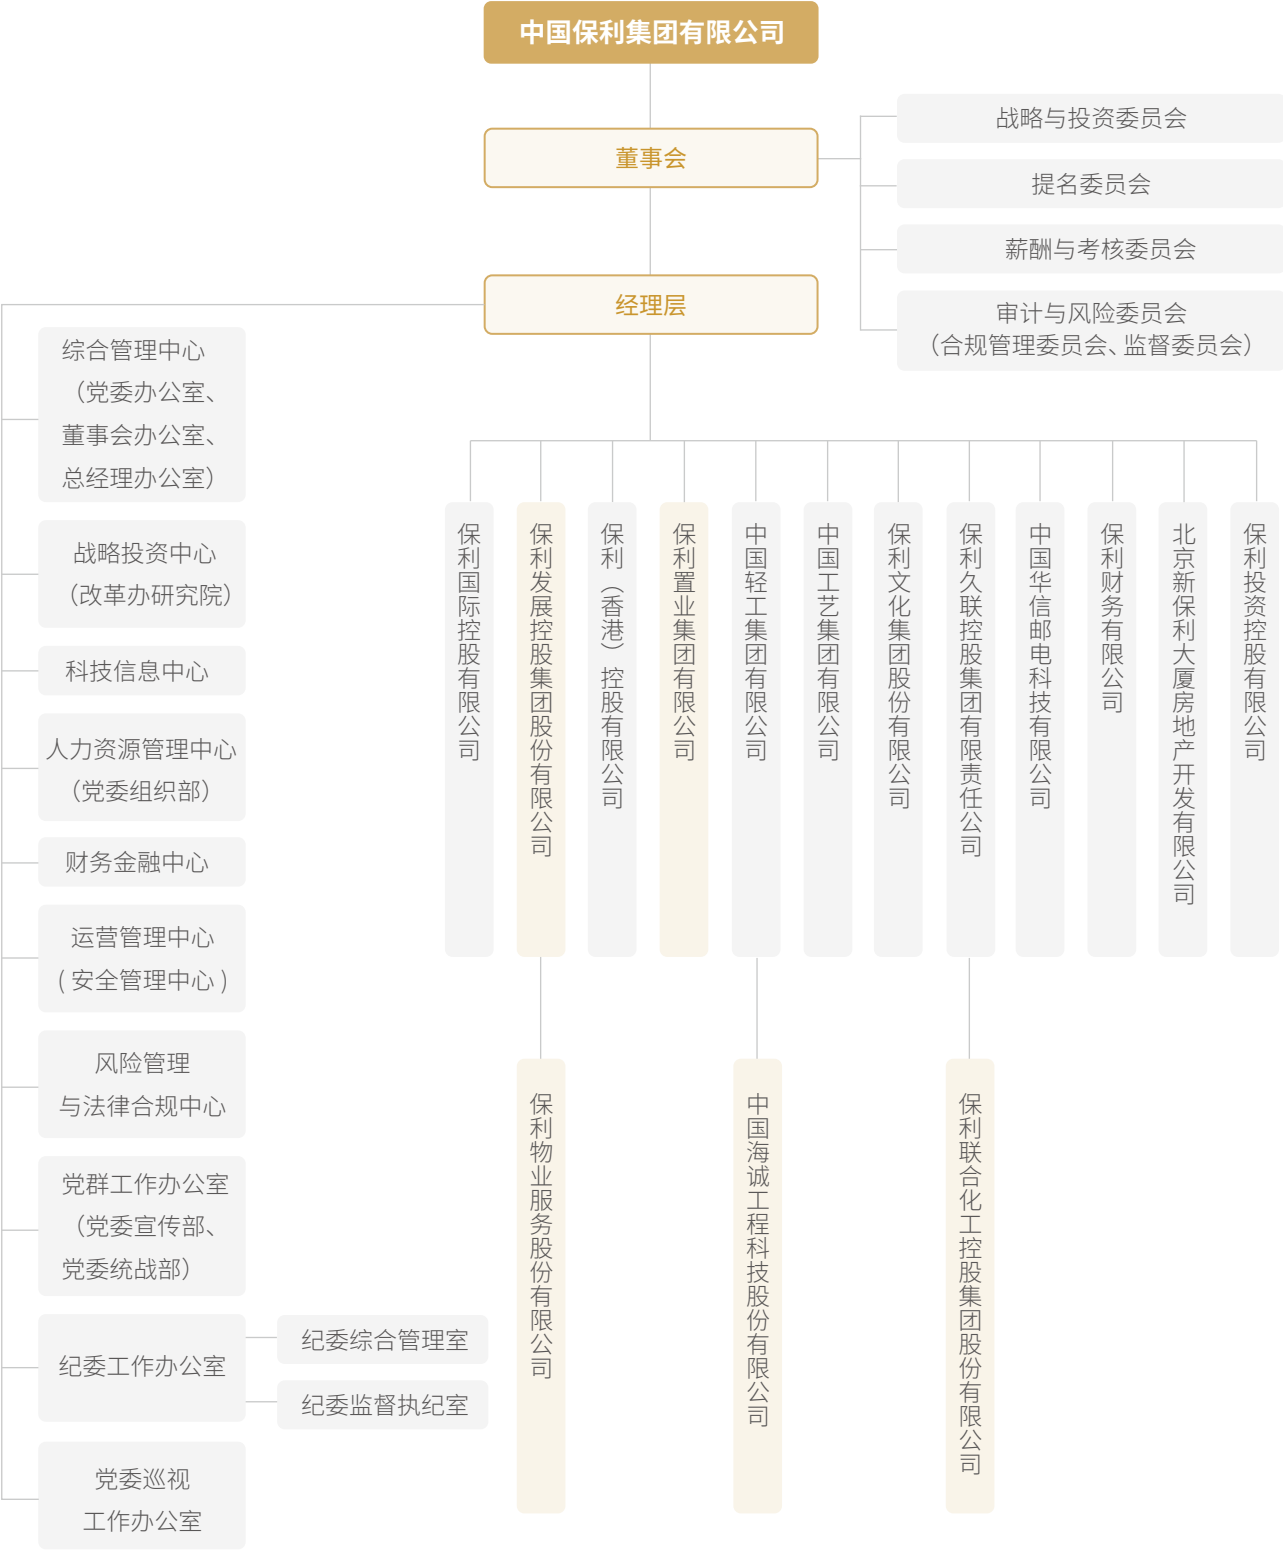 中国保利集团有限公司
董事会
战略与投资委员会
提名委员会
薪酬与考核委员会
审计与风险委员会
（合规管理委员会、监督委员会）
经理层
综合管理中心
（党委办公室、
董事会办公室、
总经理办公室）
战略投资中心
（改革办研究院）
科技信息中心
人力资源管理中心
（党委组织部）
财务金融中心
运营管理中心
( 安全管理中心 )
风险管理
与法律合规中心
党群工作办公室
（党委宣传部、
党委统战部）
纪委工作办公室
纪委综合管理室
纪委监督执纪室
党委巡视
工作办公室
保利国际控股有限公司
保利发展控股集团股份有限公司
保利（香港）控股有限公司
保利置业集团有限公司
中国轻工集团有限公司
中国工艺集团有限公司
保利文化集团股份有限公司
保利久联控股集团有限责任公司
中国华信邮电科技有限公司
保利财务有限公司
北京新保利大厦房地产开发有限公司
保利投资控股有限公司
保利物业服务股份有限公司
中国海诚工程科技股份有限公司
保利联合化工控股集团股份有限公司